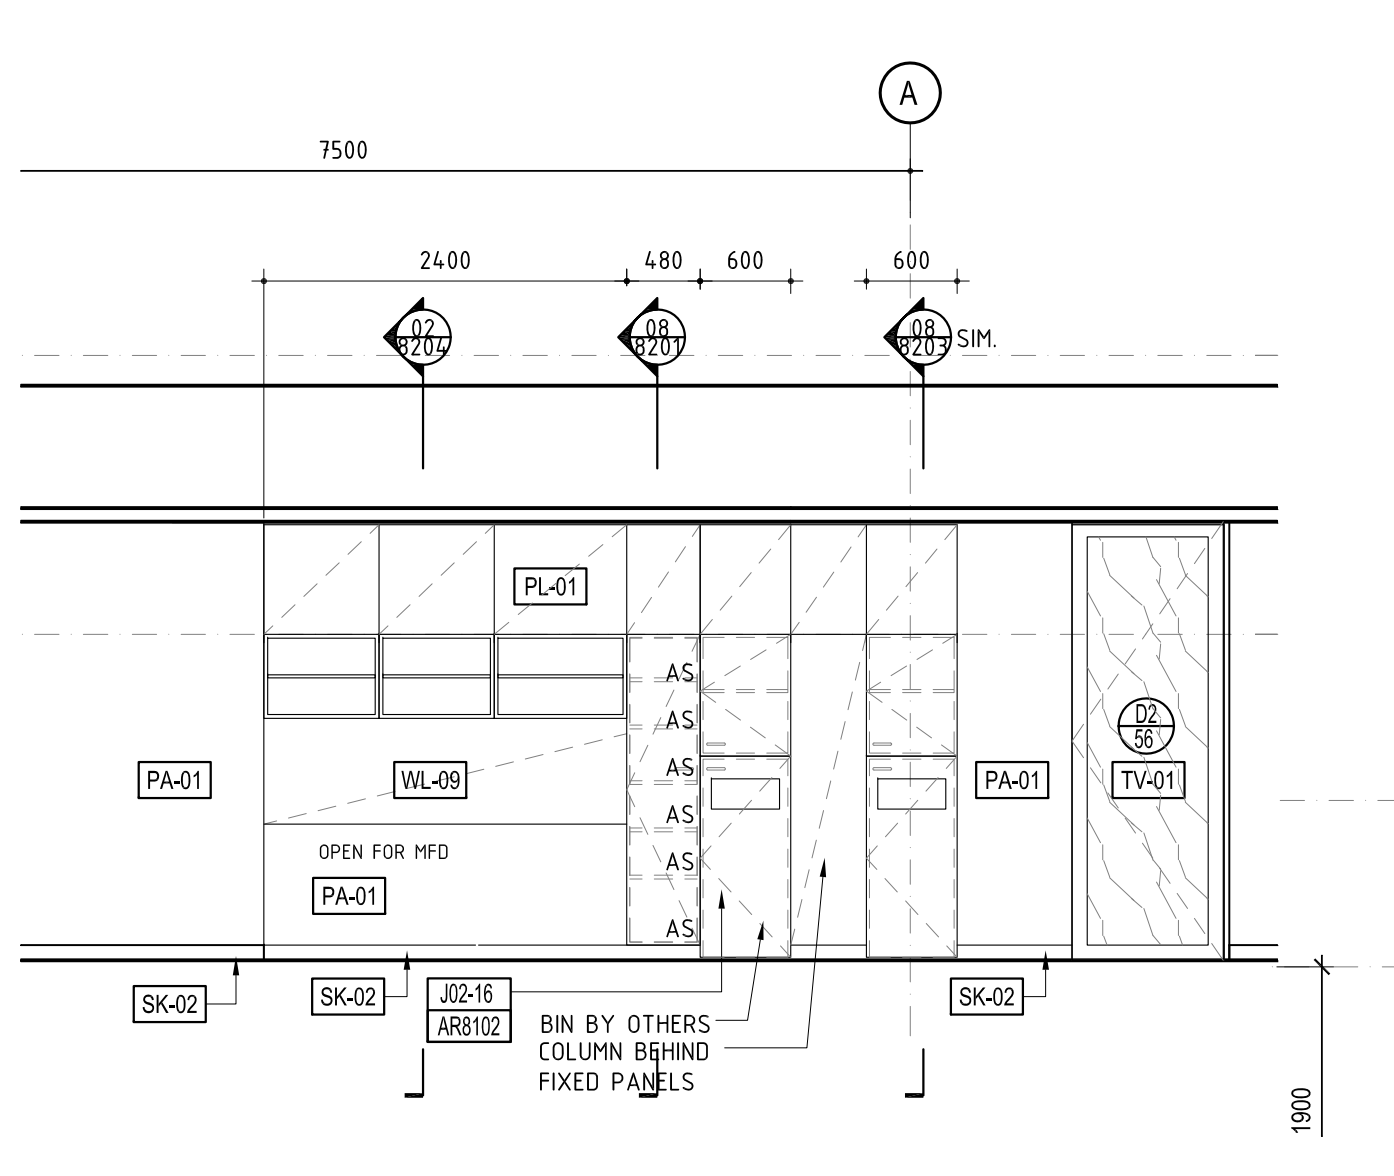 A
7500
2400
480
600
600
02
8204
08
8201
08
8203
SIM.
PL-01
AS
AS
AS
AS
AS
AS
D2
56
PA-01
WL-09
PA-01
TV-01
OPEN FOR MFD
PA-01
SK-02
SK-02
J02-16
AR8102
SK-02
BIN BY OTHERS
COLUMN BEHIND
FIXED PANELS
1900